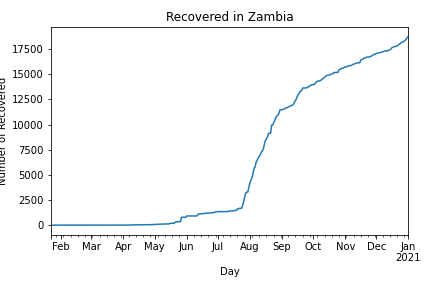 Recovered in Zambia
Number of Recovered
17500
15000
12500
10000
7500
5000
2500
0
Feb Mar Apr May Jun Jul Aug Sep Oct Nov Dec Jan
2021
Day